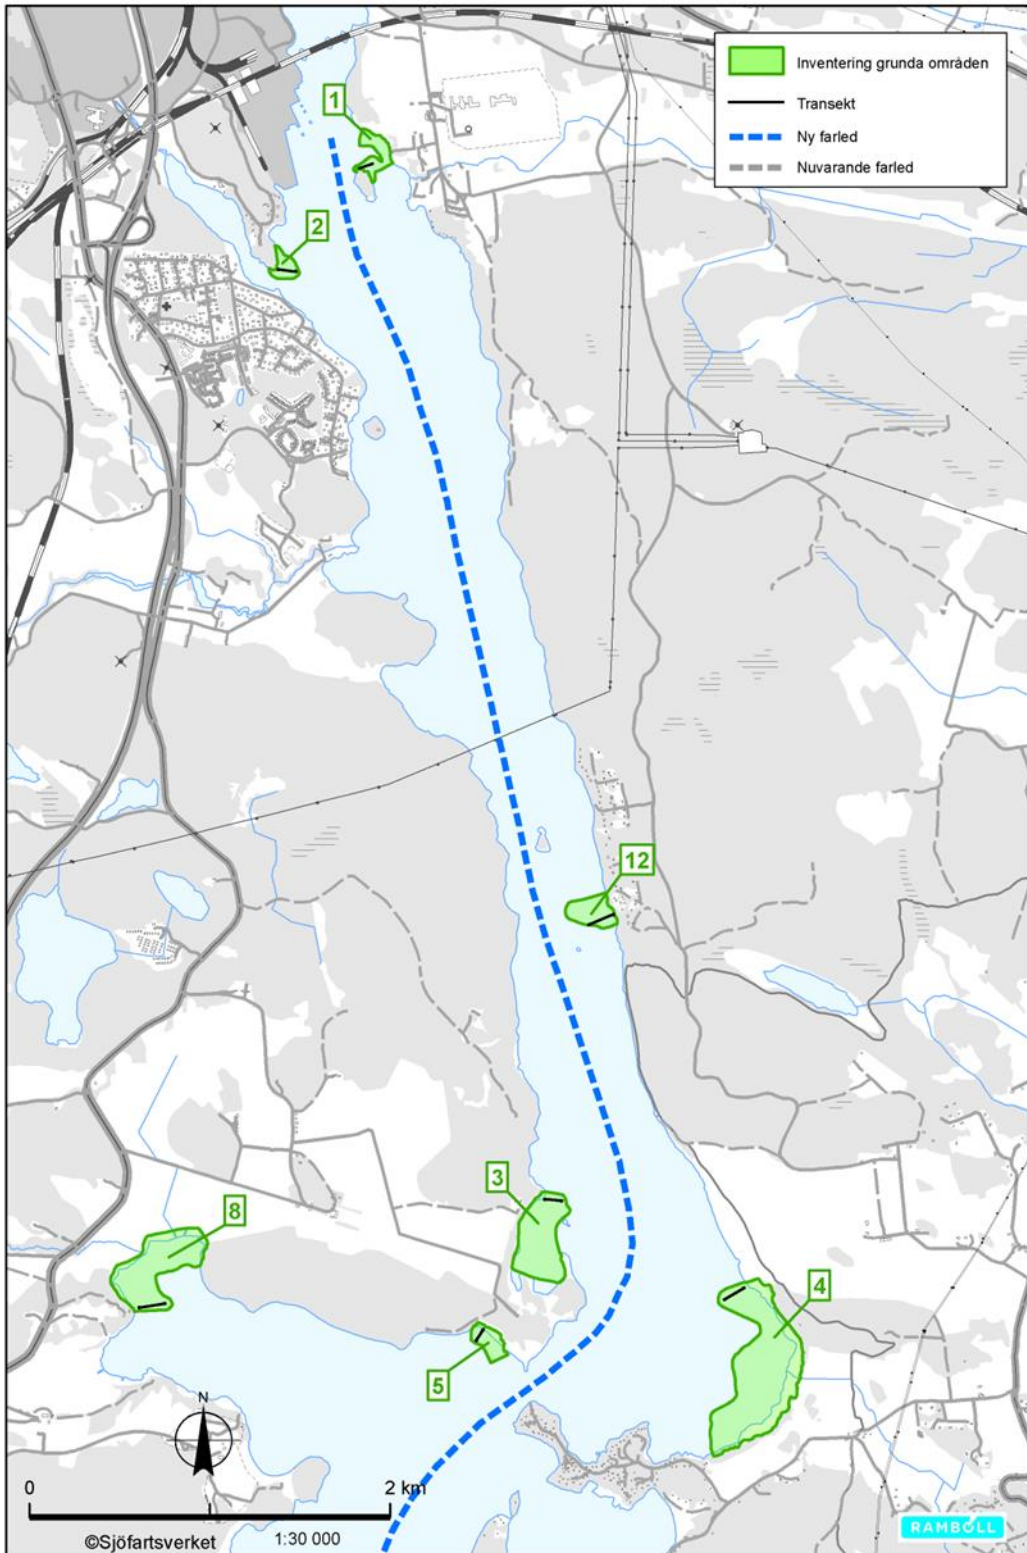 Inventering grunda områden
Transekt
Ny farled
Nuvarande farled
1
2
12
3
8
4
5
N
0 2 km
©Sjöfartsverket 1:30 000
RAMBOLL